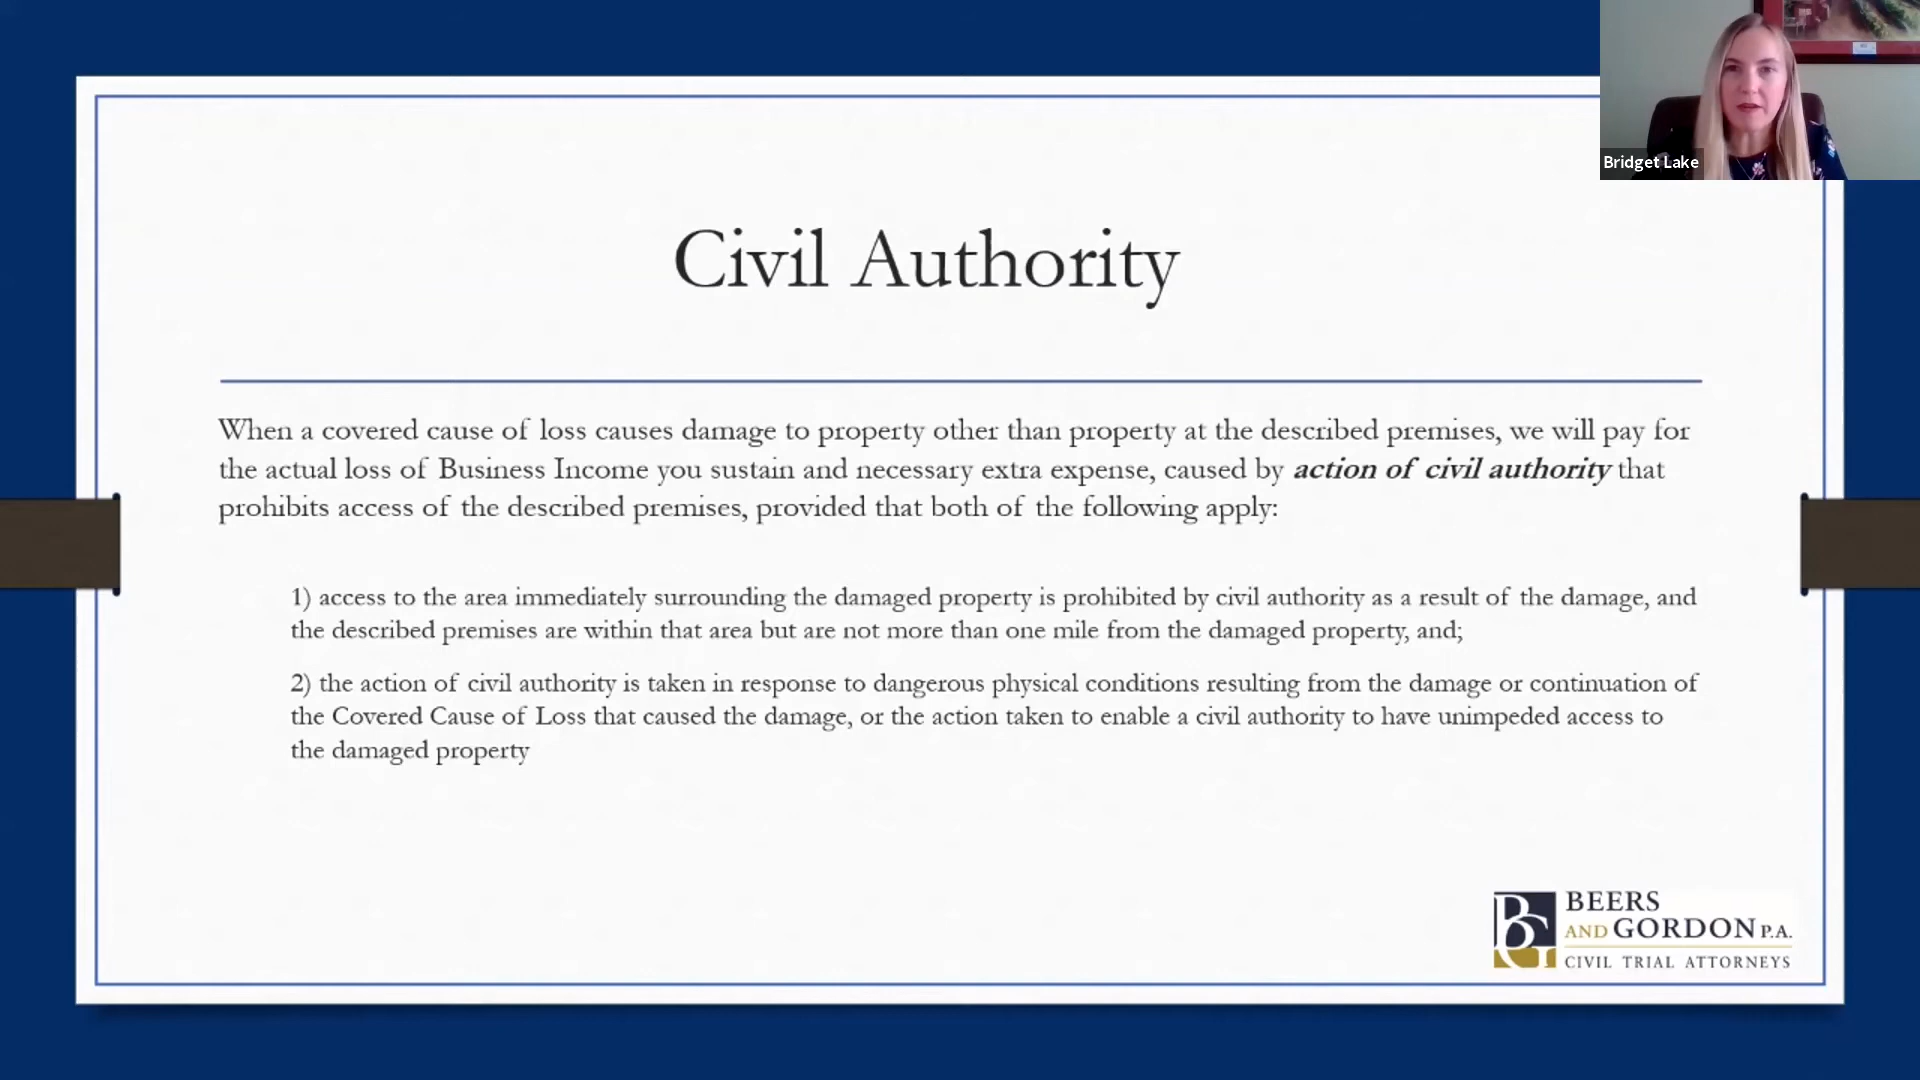 Bridget Lake
Civil Authority
When a covered cause of loss causes damage to property other than property at the described premises, we will pay for
the actual loss of Business Income you sustain and necessary extra expense, caused by action of civil authority that
prohibits access of the described premises, provided that both of the following apply:
1) access to the area immediately surrounding the damaged property is prohibited by civil authority as a result of the damage, and
the described premises are within that area but are not more than one mile from the damaged property, and;
2) the action of civil authority is taken in response to dangerous physical conditions resulting from the damage or continuation of
the Covered Cause of Loss that caused the damage, or the action taken to enable a civil authority to have unimpeded access to
the damaged property
BG
BEERS
AND GORDON P.A.
CIVIL TRIAL ATTORNEYS